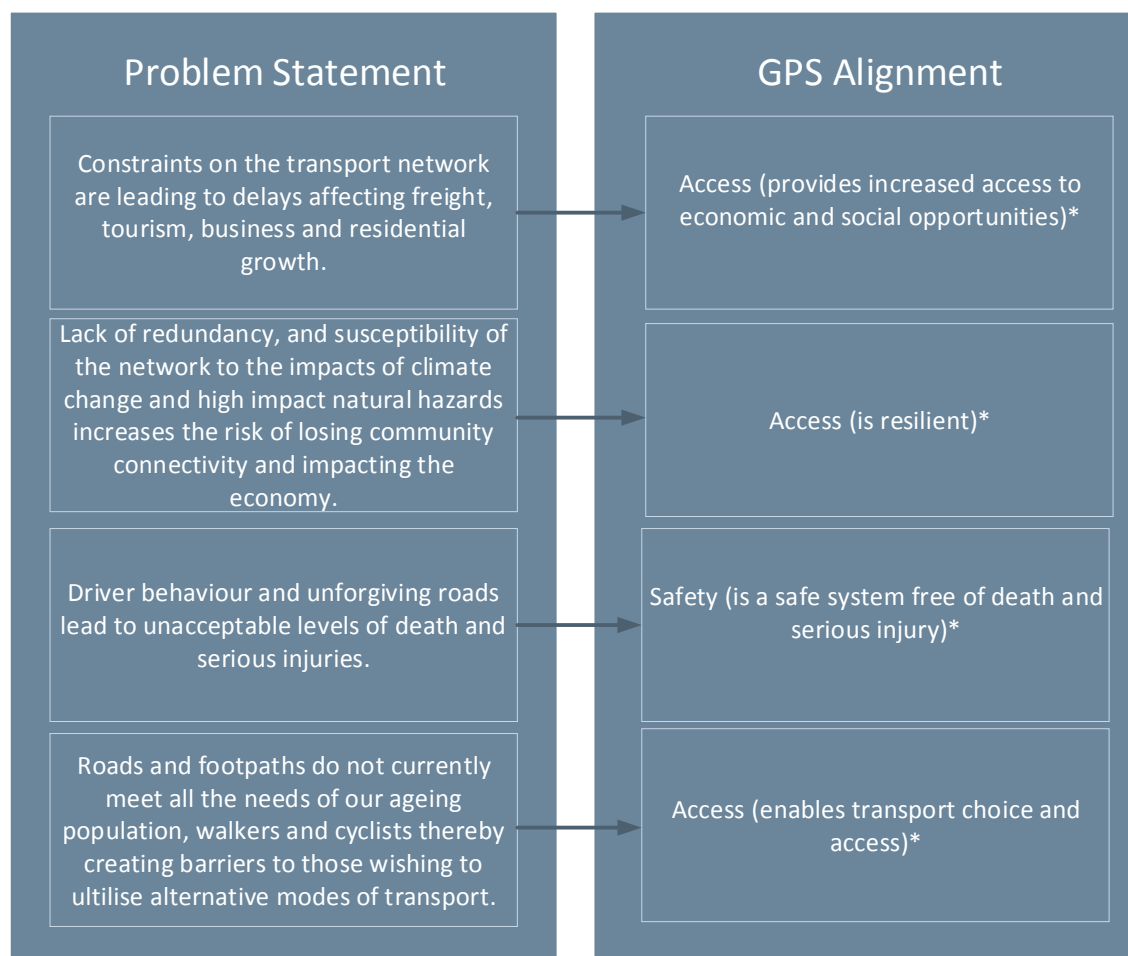 Problem Statement
Constraints on the transport network
are leading to delays affecting freight,
tourism, business and residential
growth.
Lack of redundancy, and susceptibility of
the network to the impacts of climate
change and high impact natural hazards
increases the risk of losing community
connectivity and impacting the
economy.
Driver behaviour and unforgiving roads
lead to unacceptable levels of death and
serious injuries.
Roads and footpaths do not currently
meet all the needs of our ageing
population, walkers and cyclists thereby
creating barriers to those wishing to
ultilise alternative modes of transport.
GPS Alignment
Access (provides increased access to
economic and social opportunities)*
Access (is resilient)*
Safety (is a safe system free of death and
serious injury)*
Access (enables transport choice and
access)*